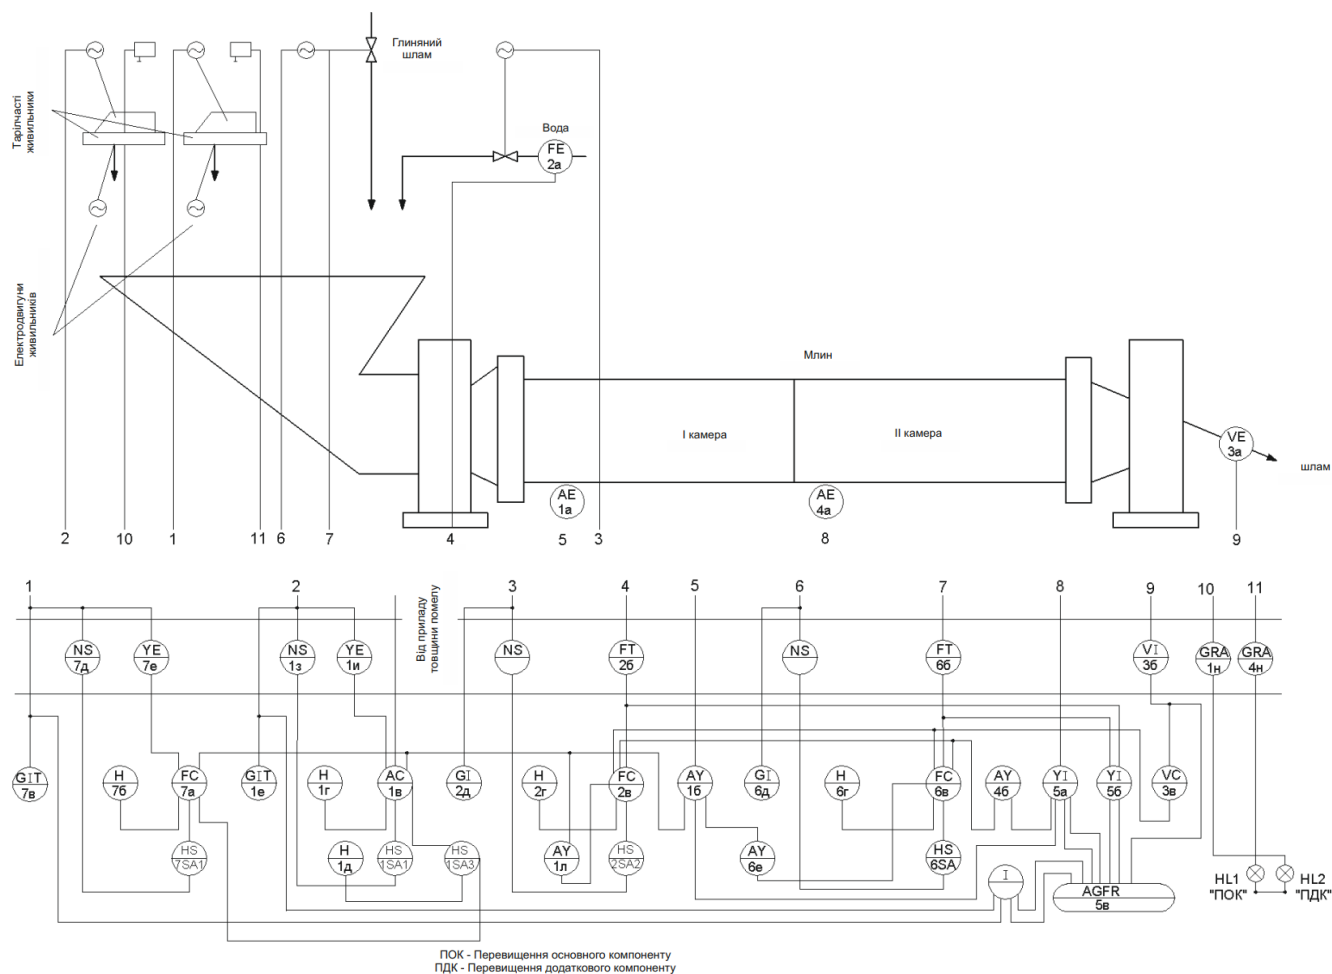 Глиняний
шлам
Тарілчасті
живильники
Вода
FE
2а
Електродвигуни
живильників
Млин
І камера
ІІ камера
VE
3а
шлам
АЕ
1а
АЕ
4а
2 10 1 11 6 7 4 5 3 8 9
1 2 3 4 5 6 7 8 9 10 11
Від приладу
товщини помелу
NS
7д
YE
7е
NS
1з
YE
1и
NS
FT
2б
NS
FT
6б
VI
3б
GRA
1н
GRA
4н
GIT
7в
H
7б
FC
7а
GIT
1е
H
1г
AC
1в
GI
2д
H
2г
FC
2в
AY
1б
GI
6д
H
6г
FC
6в
AY
4б
YI
5а
YI
5б
VC
3в
HS
7SA1
H
1д
HS
1SA1
HS
1SA3
AY
1л
HS
2SA2
AY
6е
HS
6SA
I
AGFR
5в
HL1
"ПОК"
HL2
"ПДК"
ПОК - Перевищення основного компоненту
ПДК - Перевищення додаткового компоненту